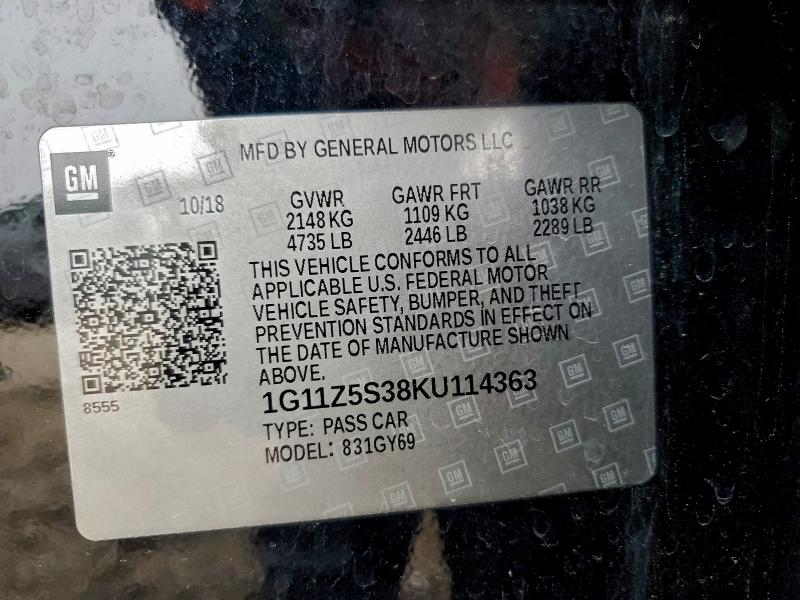 MFD BY GENERAL MOTORS LLC
GM
10/18
GVWR GAWR FRT GAWR RR
2148 KG 1109 KG 1038 KG
4735 LB 2446 LB 2289 LB
THIS VEHICLE CONFORMS TO ALL
APPLICABLE U.S. FEDERAL MOTOR
VEHICLE SAFETY, BUMPER, AND THEFT
PREVENTION STANDARDS IN EFFECT ON
THE DATE OF MANUFACTURE SHOWN
ABOVE.
8555
1G11Z5S38KU114363
TYPE: PASS CAR
MODEL: 831GY69